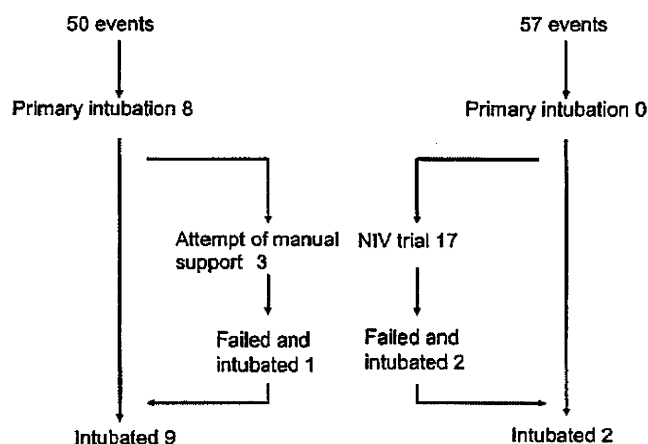 50 events
57 events
Primary intubation 8
Primary intubation 0
Attempt of manual
support 3
NIV trial 17
Failed and
intubated 1
Failed and
intubated 2
Intubated 9
Intubated 2